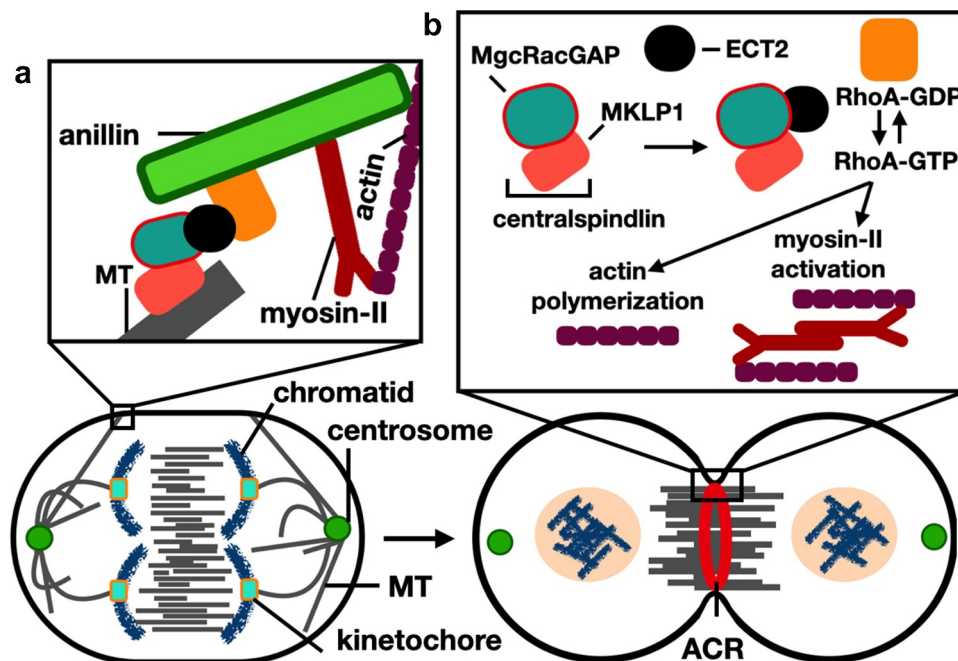 a
anillin
actin
MT
myosin-II
b
MgcRacGAP
ECT2
MKLP1
centralspindlin
RhoA-GDP
RhoA-GTP
actin
polymerization
myosin-II
activation
chromatid
centrosome
MT
kinetochore
ACR